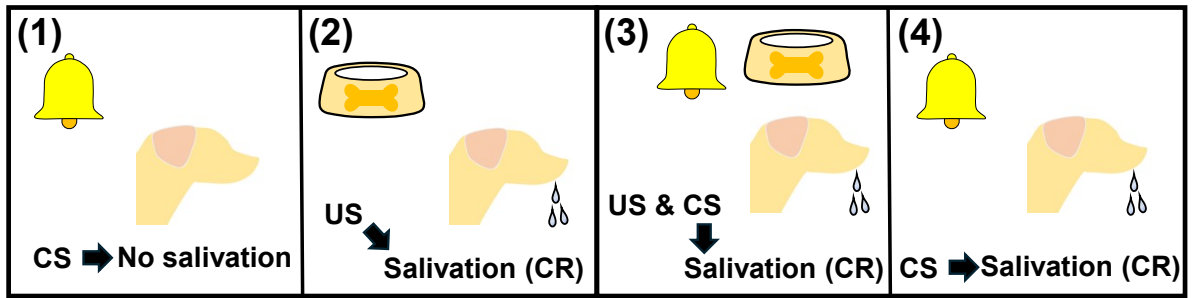 (1)
CS ➡ No salivation
(2)
US
Salivation (CR)
(3)
US & CS
Salivation (CR)
(4)
CS ➡ Salivation (CR)